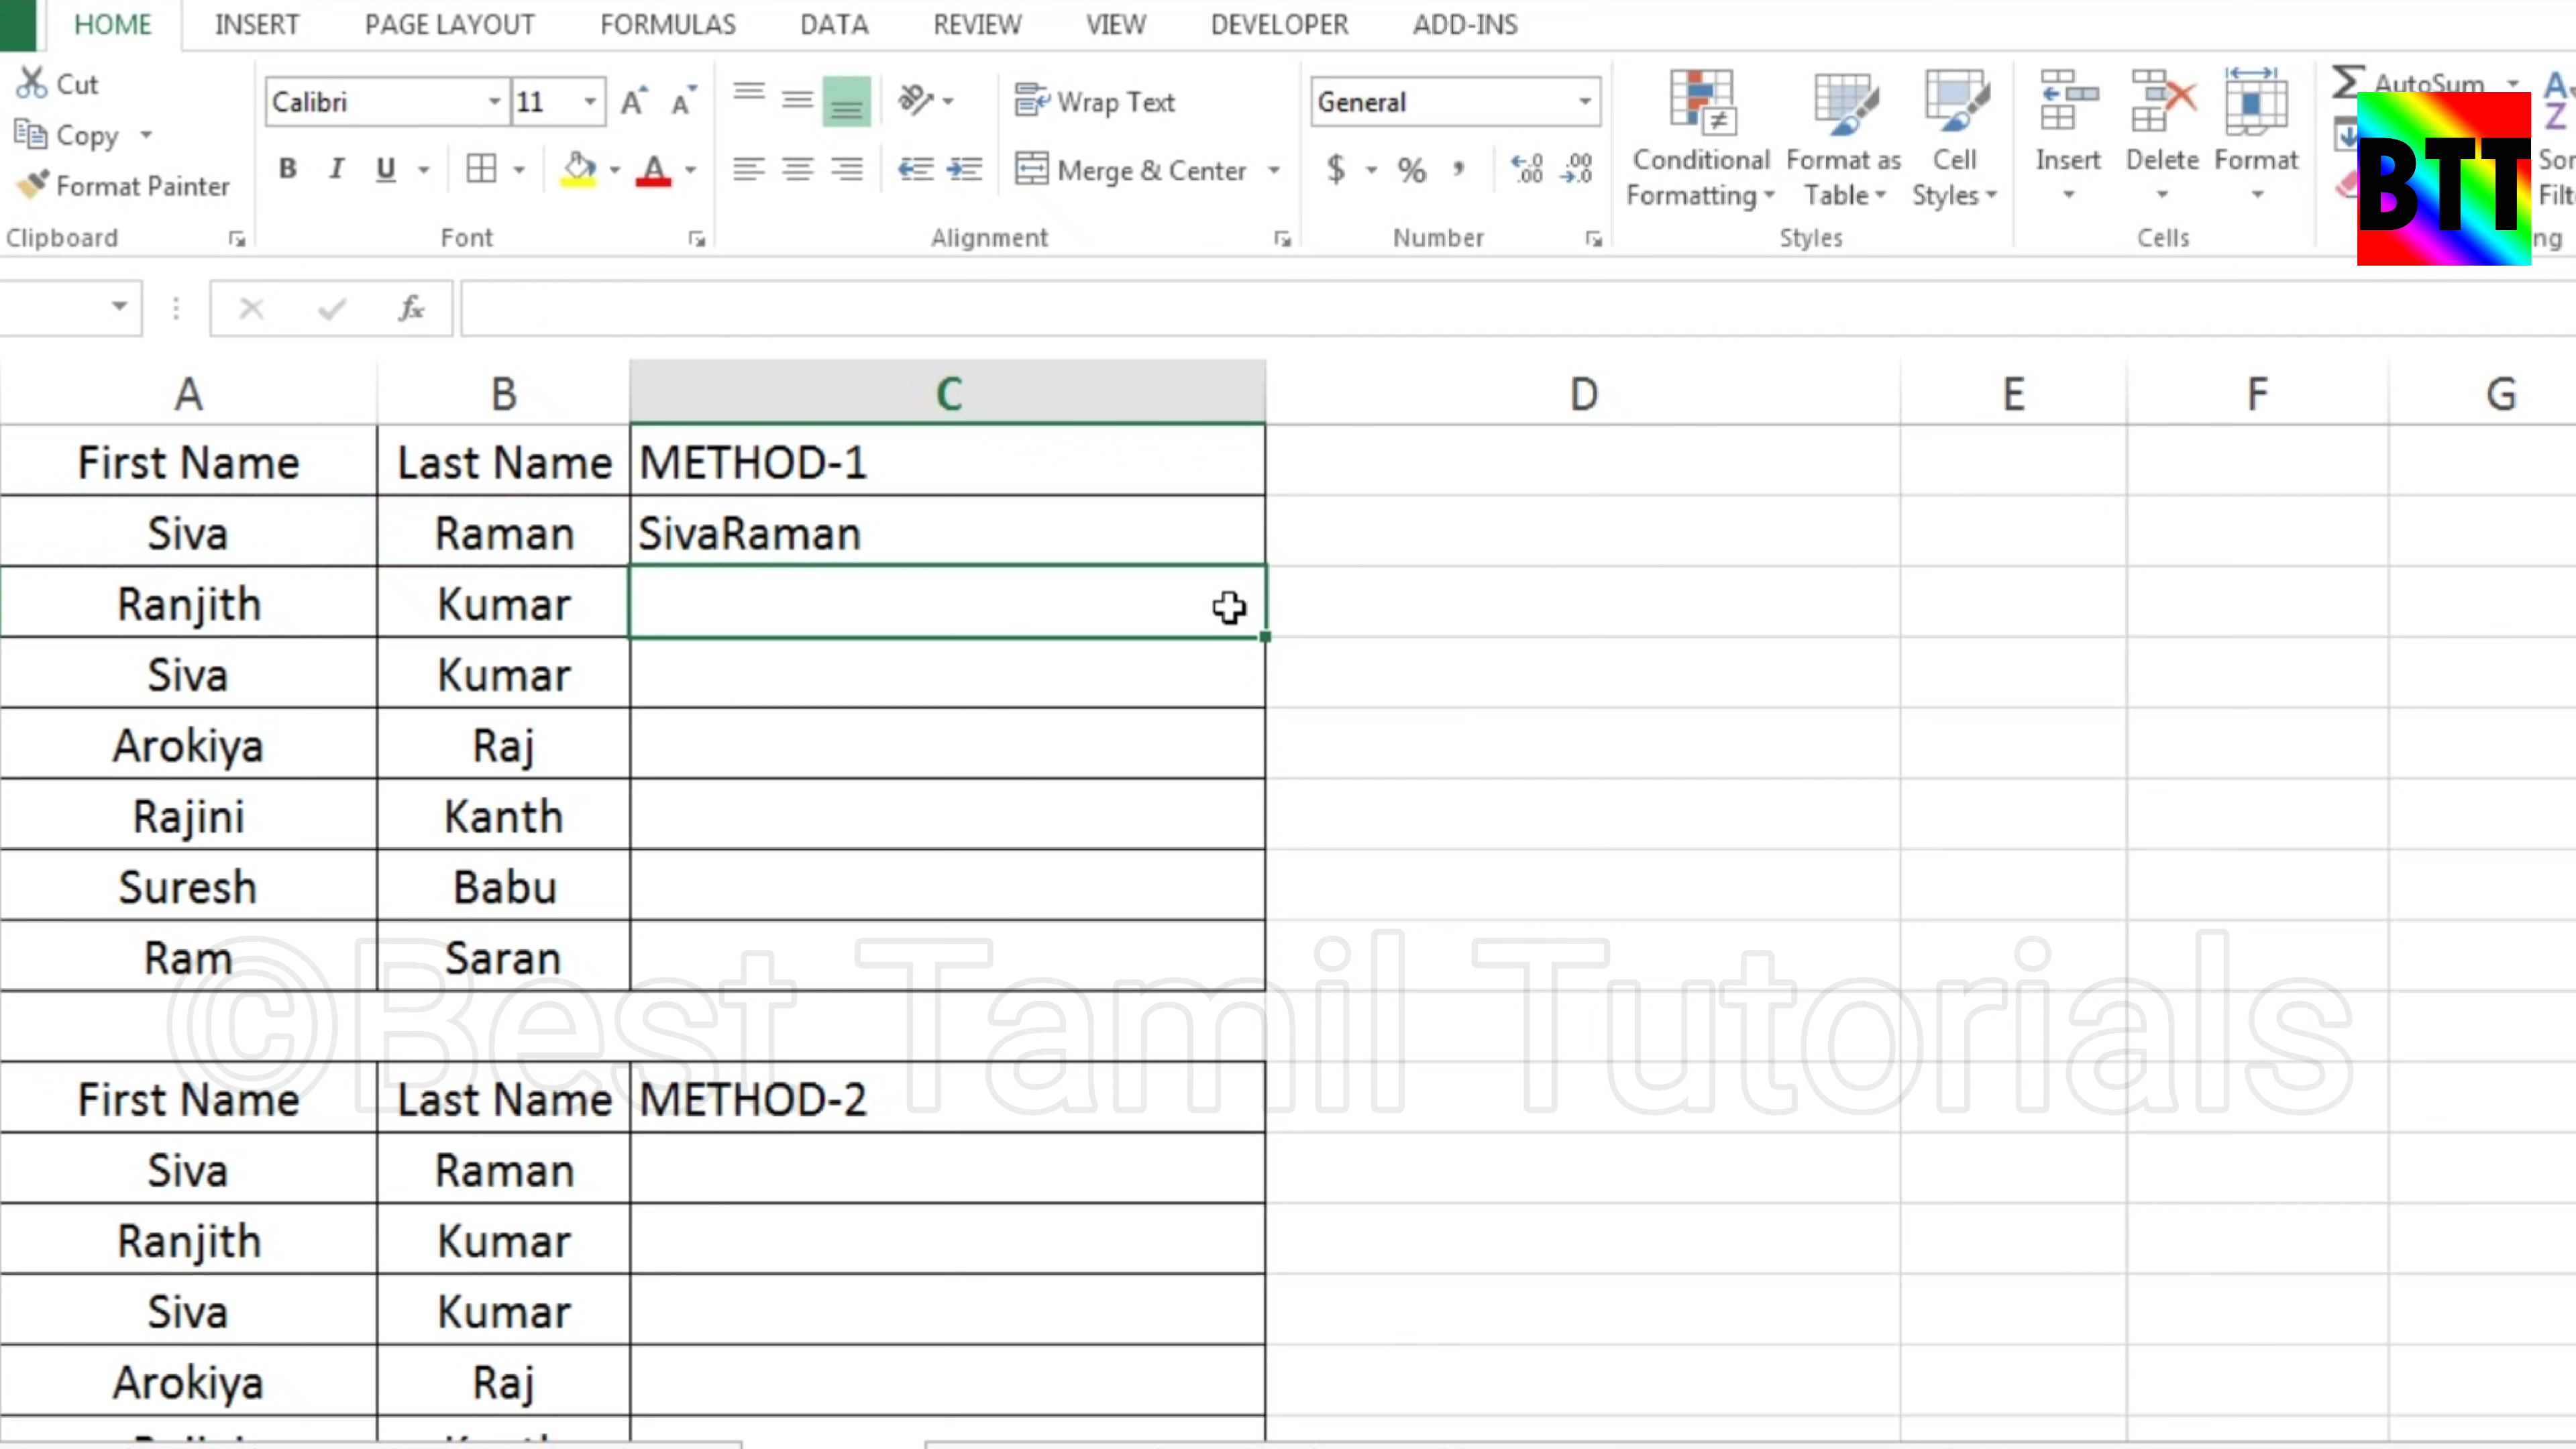 HOME INSERT PAGE LAYOUT FORMULAS DATA REVIEW VIEW DEVELOPER ADD-INS
Cut
Copy
Format Painter
Clipboard
Calibri 11
B I U A
Font
Wrap Text
Merge & Center
Alignment
General
$ % ,
Number
Conditional Formatting
Format as Table
Cell Styles
Styles
Insert Delete Format
Cells
AutoSum
BTT
fx
A B C D E F G
First Name Last Name METHOD-1
Siva Raman SivaRaman
Ranjith Kumar
Siva Kumar
Arokiya Raj
Rajini Kanth
Suresh Babu
Ram Saran
©Best Tamil Tutorials
First Name Last Name METHOD-2
Siva Raman
Ranjith Kumar
Siva Kumar
Arokiya Raj